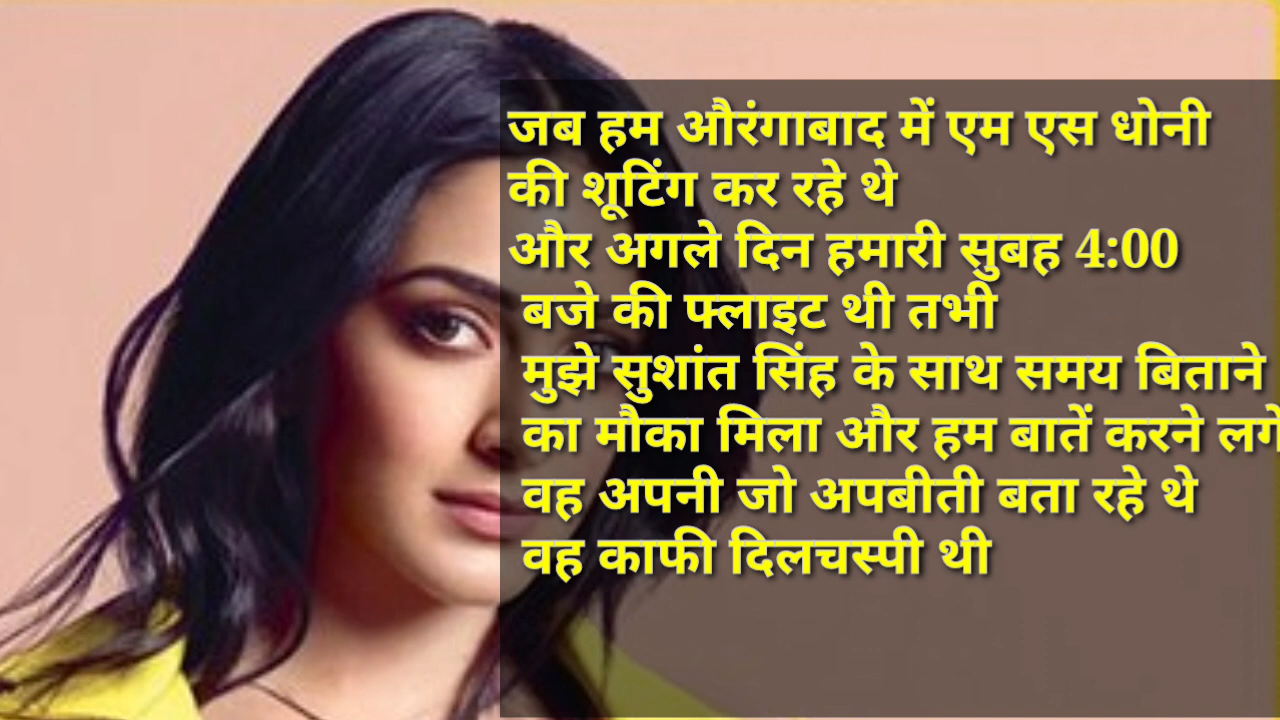 जब हम औरंगाबाद में एम एस धोनी
की शूटिंग कर रहे थे
और अगले दिन हमारी सुबह 4:00
बजे की फ्लाइट थी तभी
मुझे सुशांत सिंह के साथ समय बिताने
का मौका मिला और हम बातें करने लगे
वह अपनी जो अपबीती बता रहे थे
वह काफी दिलचस्पी थी